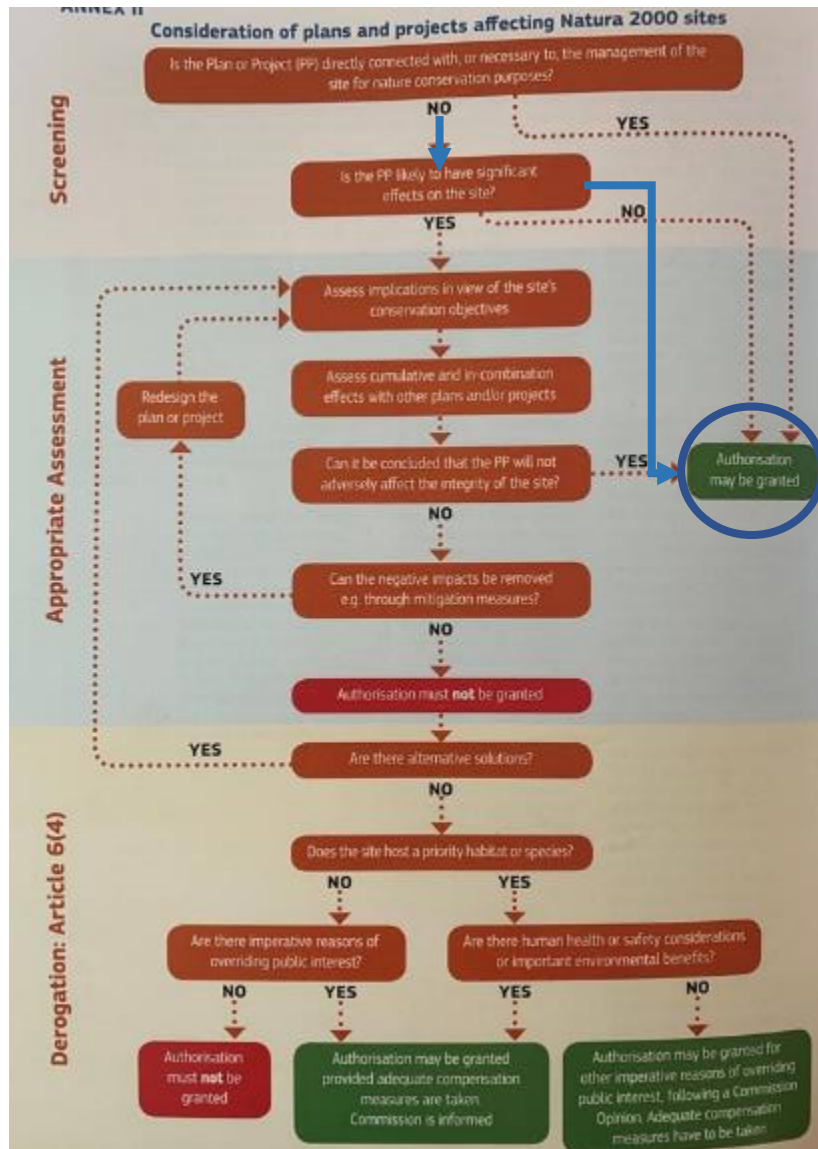 ANNEX II
Consideration of plans and projects affecting Natura 2000 sites
Is the Plan or Project (PP) directly connected with, or necessary to, the management of the
site for nature conservation purposes?
NO
YES
Screening
Is the PP likely to have significant
effects on the site?
NO
YES
Assess implications in view of the site's
conservation objectives
Appropriate Assessment
Redesign the
plan or project
Assess cumulative and in-combination
effects with other plans and/or projects
Can it be concluded that the PP will not
adversely affect the integrity of the site?
YES
Authorisation
may be granted
NO
YES
Can the negative impacts be removed
e.g. through mitigation measures?
NO
Authorisation must not be granted
YES
Are there alternative solutions?
NO
Derogation: Article 6(4)
Does the site host a priority habitat or species?
NO
YES
Are there imperative reasons of
overriding public interest?
Are there human health or safety considerations
or important environmental benefits?
NO
YES
YES
NO
Authorisation
must not be
granted
Authorisation may be granted
provided adequate compensation
measures are taken
Commission is informed
Authorisation may be granted for
other imperative reasons of overriding
public interest, following a Commission
Opinion. Adequate compensation
measures have to be taken